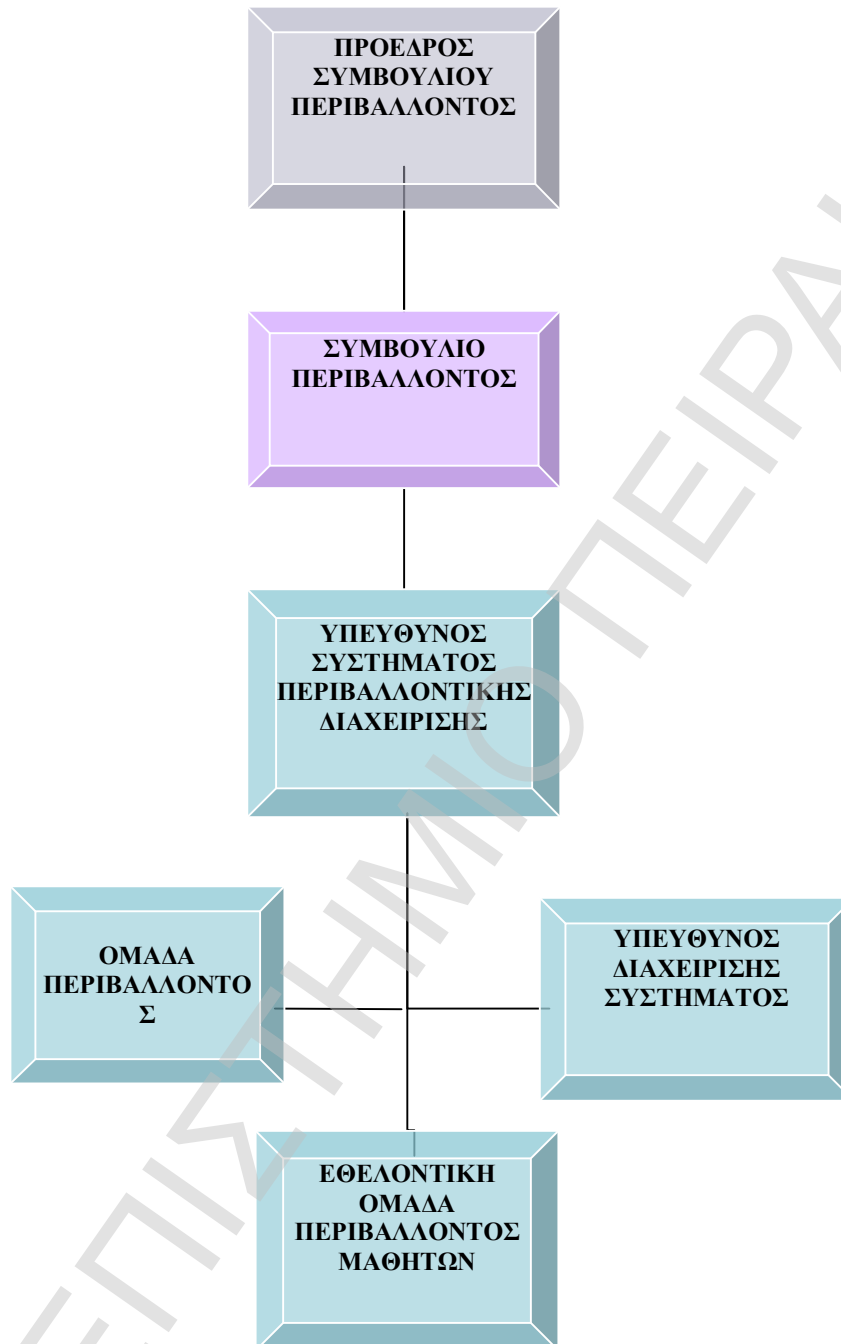 ΠΡΟΕΔΡΟΣ
ΣΥΜΒΟΥΛΙΟΥ
ΠΕΡΙΒΑΛΛΟΝΤΟΣ
ΣΥΜΒΟΥΛΙΟ
ΠΕΡΙΒΑΛΛΟΝΤΟΣ
ΥΠΕΥΘΥΝΟΣ
ΣΥΣΤΗΜΑΤΟΣ
ΠΕΡΙΒΑΛΛΟΝΤΙΚΗΣ
ΔΙΑΧΕΙΡΙΣΗΣ
ΟΜΑΔΑ
ΠΕΡΙΒΑΛΛΟΝΤΟ
Σ
ΥΠΕΥΘΥΝΟΣ
ΔΙΑΧΕΙΡΙΣΗΣ
ΣΥΣΤΗΜΑΤΟΣ
ΕΘΕΛΟΝΤΙΚΗ
ΟΜΑΔΑ
ΠΕΡΙΒΑΛΛΟΝΤΟΣ
ΜΑΘΗΤΩΝ